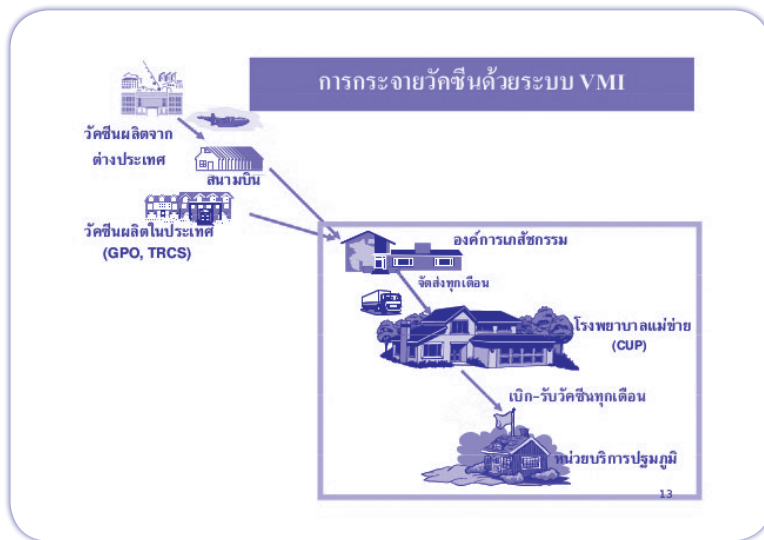 การกระจายวัคซีนด้วยระบบ VMI
วัคซีนผลิตจาก
ต่างประเทศ
สนามบิน
วัคซีนผลิตในประเทศ
(GPO, TRCS)
องค์การเภสัชกรรม
จัดส่งทุกเดือน
โรงพยาบาลแม่ข่าย
(CUP)
เบิก-รับวัคซีนทุกเดือน
หน่วยบริการปฐมภูมิ
13